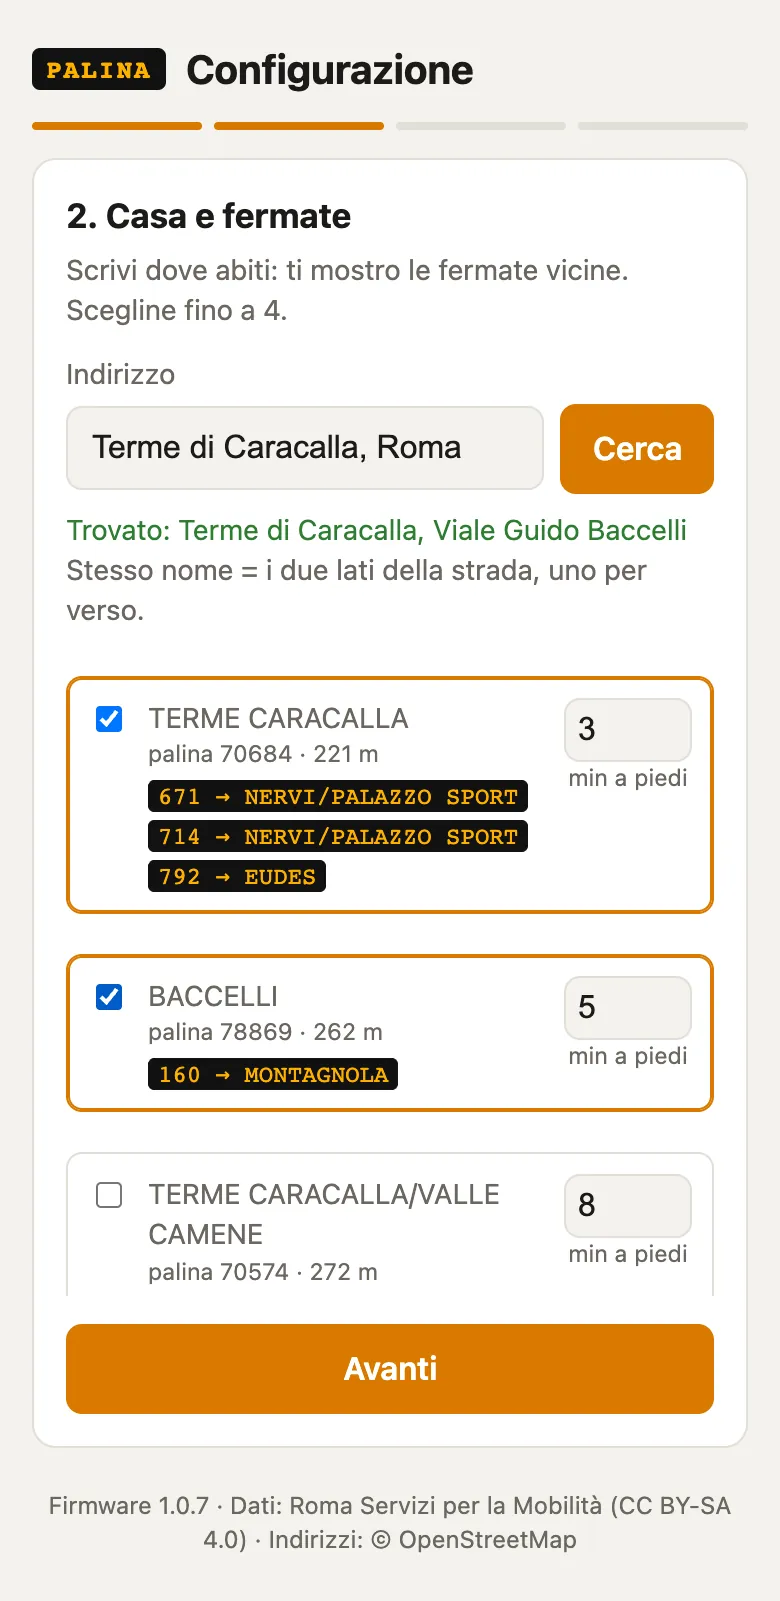 PALINA Configurazione
2. Casa e fermate
Scrivi dove abiti: ti mostro le fermate vicine.
Scegline fino a 4.
Indirizzo
Terme di Caracalla, Roma
Cerca
Trovato: Terme di Caracalla, Viale Guido Baccelli
Stesso nome = i due lati della strada, uno per
verso.
TERME CARACALLA
palina 70684 · 221 m
671 → NERVI/PALAZZO SPORT
714 → NERVI/PALAZZO SPORT
792 → EUDES
3
min a piedi
BACCELLI
palina 78869 · 262 m
160 → MONTAGNOLA
5
min a piedi
TERME CARACALLA/VALLE
CAMENE
palina 70574 · 272 m
8
min a piedi
Avanti
Firmware 1.0.7 · Dati: Roma Servizi per la Mobilità (CC BY-SA
4.0) · Indirizzi: © OpenStreetMap